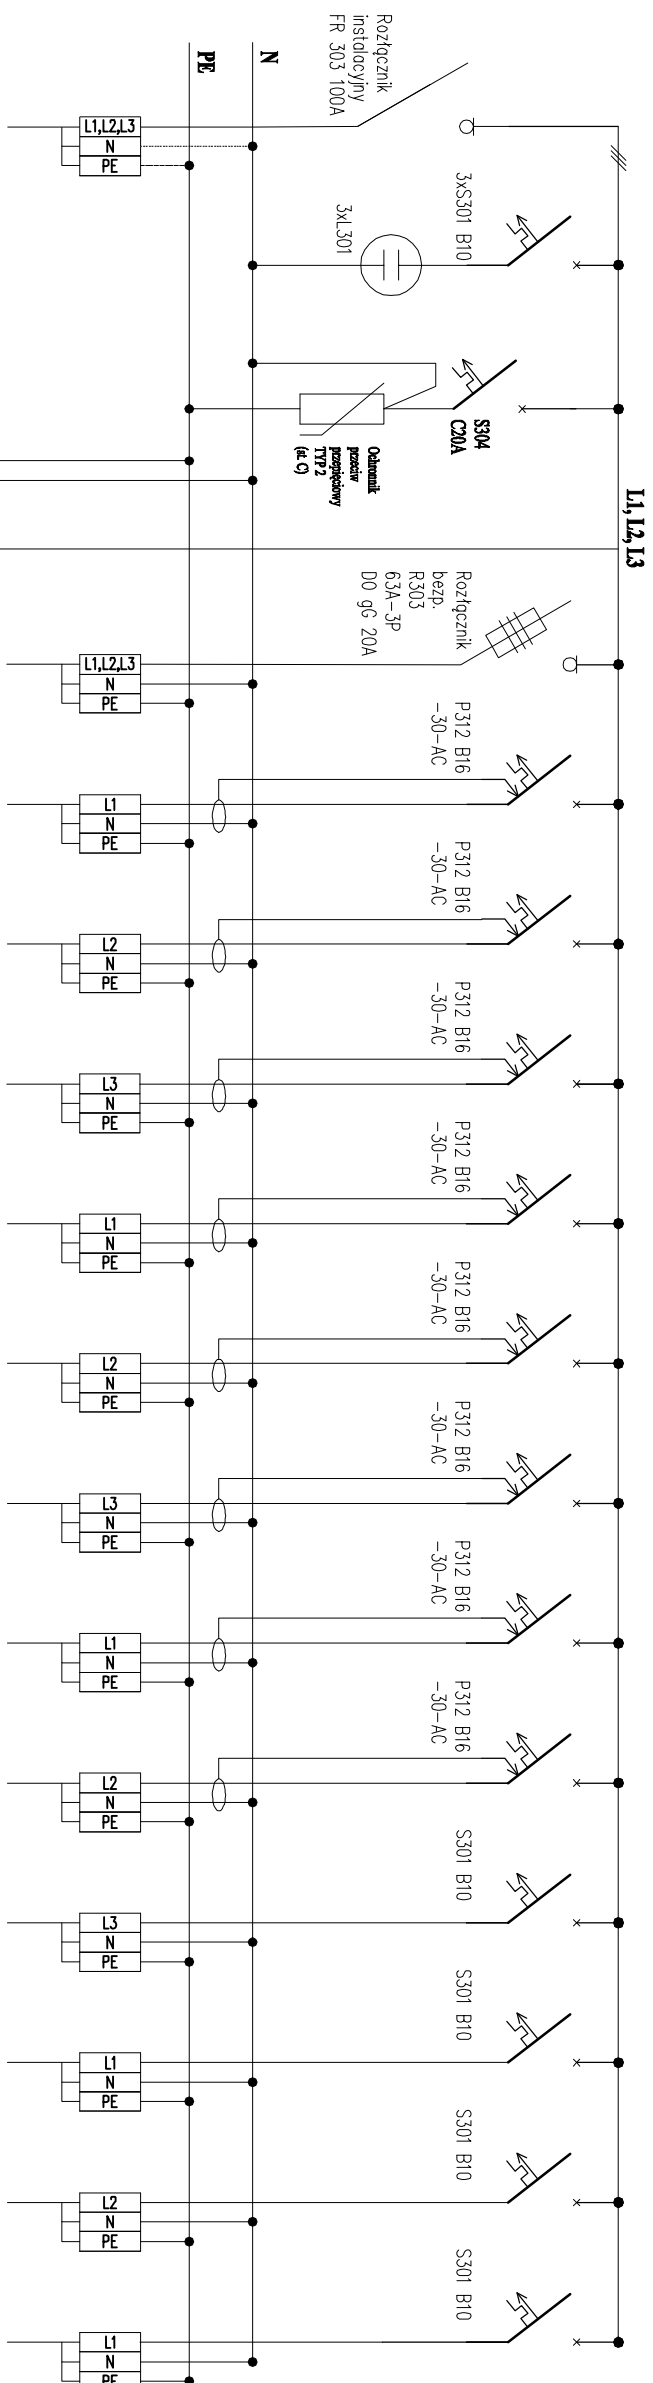 L1, L2, L3
N
PE
Rozłącznik
instalacyjny
FR 303 100A
L1,L2,L3
N
PE
3xS301 B10
3xL301
S304
C20A
Ochronnik
przeciw
przepięciowy
TYP 2
(st. C)
Rozłącznik
bezp.
R303
63A-3P
D0 gG 20A
L1,L2,L3
N
PE
P312 B16
-30-AC
L1
N
PE
P312 B16
-30-AC
L2
N
PE
P312 B16
-30-AC
L3
N
PE
P312 B16
-30-AC
L1
N
PE
P312 B16
-30-AC
L2
N
PE
P312 B16
-30-AC
L3
N
PE
P312 B16
-30-AC
L1
N
PE
P312 B16
-30-AC
L2
N
PE
S301 B10
L3
N
PE
S301 B10
L1
N
PE
S301 B10
L2
N
PE
S301 B10
L1
N
PE